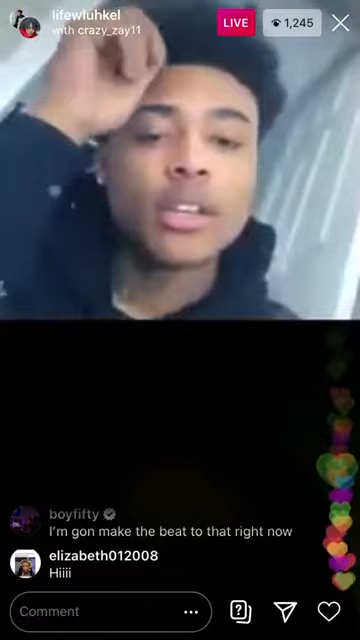 lifewluhkel
LIVE
1,245
with crazy_zay11
boyfifty
I'm gon make the beat to that right now
elizabeth012008
Hiiii
Comment